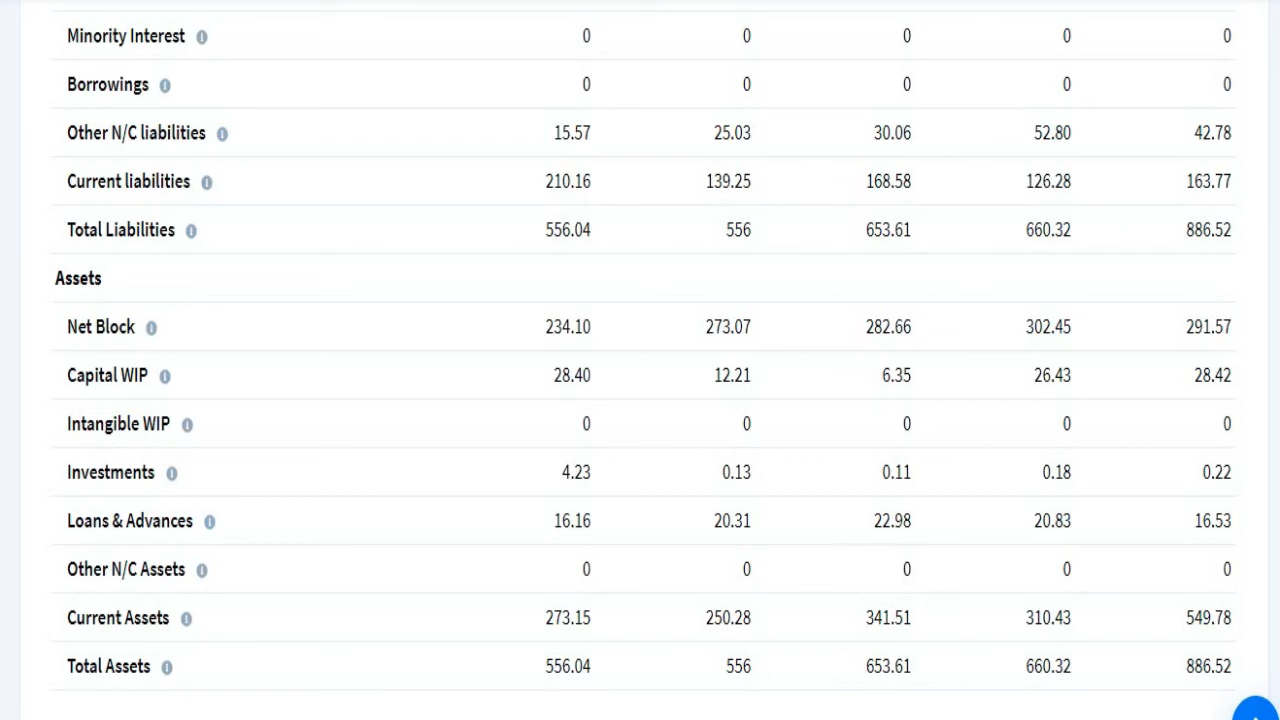 Minority Interest 0 0 0 0 0
Borrowings 0 0 0 0 0
Other N/C liabilities 15.57 25.03 30.06 52.80 42.78
Current liabilities 210.16 139.25 168.58 126.28 163.77
Total Liabilities 556.04 556 653.61 660.32 886.52
Assets
Net Block 234.10 273.07 282.66 302.45 291.57
Capital WIP 28.40 12.21 6.35 26.43 28.42
Intangible WIP 0 0 0 0 0
Investments 4.23 0.13 0.11 0.18 0.22
Loans & Advances 16.16 20.31 22.98 20.83 16.53
Other N/C Assets 0 0 0 0 0
Current Assets 273.15 250.28 341.51 310.43 549.78
Total Assets 556.04 556 653.61 660.32 886.52